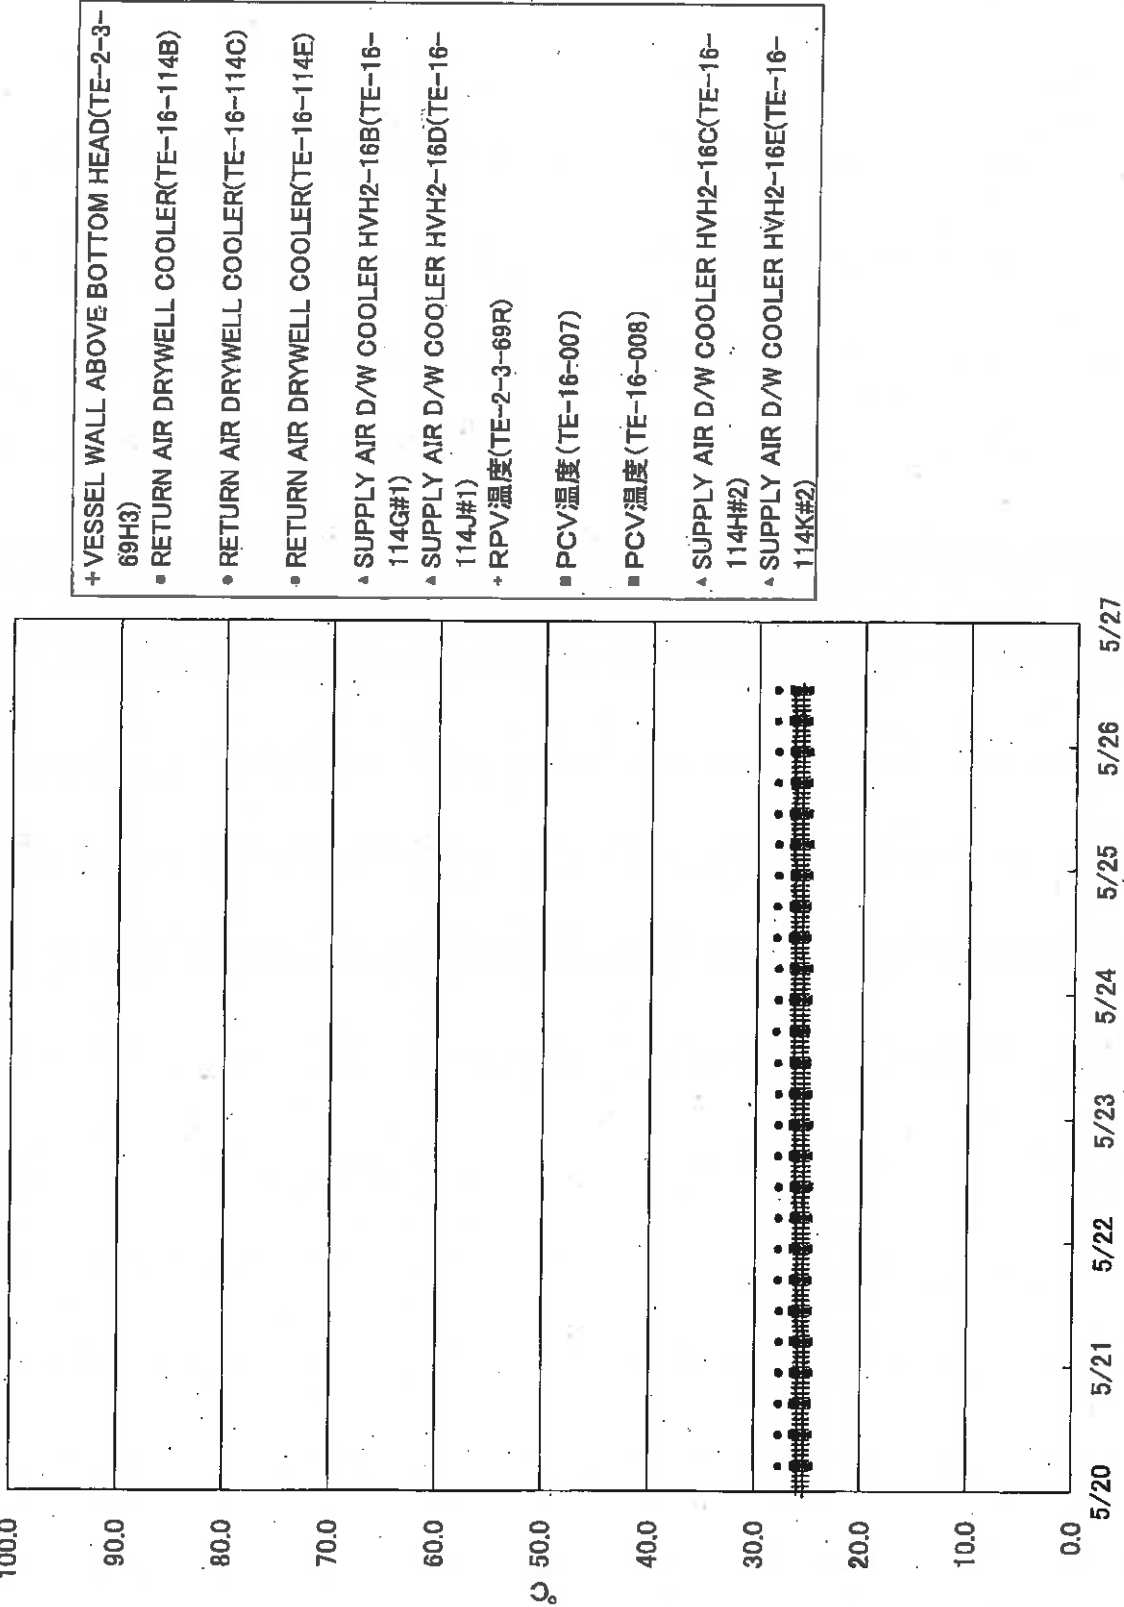 100.0
90.0
80.0
70.0
60.0
50.0
40.0
30.0
20.0
10.0
0.0
℃
5/20
5/21
5/22
5/23
5/24
5/25
5/26
5/27
+VESSEL WALL ABOVE BOTTOM HEAD(TE-2-3-
69H3)
● RETURN AIR DRYWELL COOLER(TE-16-114B)
● RETURN AIR DRYWELL COOLER(TE-16-114C)
● RETURN AIR DRYWELL COOLER(TE-16-114E)
▲ SUPPLY AIR D/W COOLER HVH2-16B(TE-16-
114G#1)
▲ SUPPLY AIR D/W COOLER HVH2-16D(TE-16-
114J#1)
+ RPV温度(TE-2-3-69R)
■ PCV温度(TE-16-007)
■ PCV温度(TE-16-008)
▲ SUPPLY AIR D/W COOLER HVH2-16C(TE-16-
114H#2)
▲ SUPPLY AIR D/W COOLER HVH2-16E(TE-16-
114K#2)